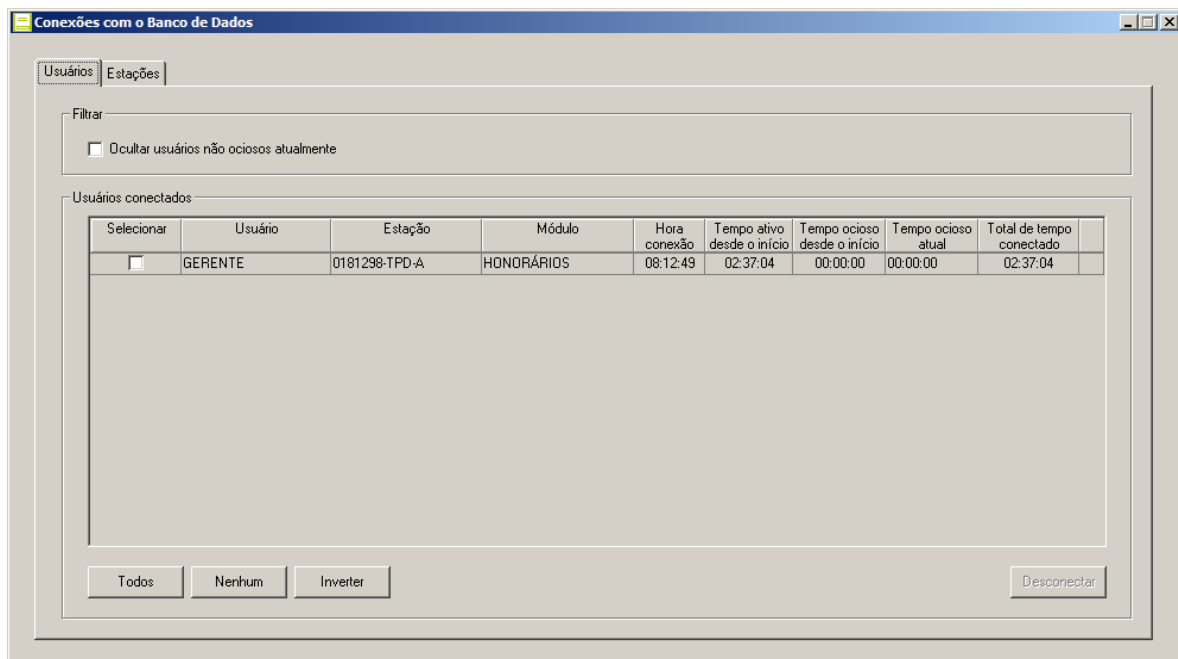 Conexões com o Banco de Dados
Usuários Estações
Filtrar
Ocultar usuários não ociosos atualmente
Usuários conectados
Selecionar Usuário Estação Módulo Hora conexão Tempo ativo desde o início Tempo ocioso desde o início Tempo ocioso atual Total de tempo conectado
GERENTE 0181298-TPD-A HONORÁRIOS 08:12:49 02:37:04 00:00:00 00:00:00 02:37:04
Todos Nenhum Inverter Desconectar